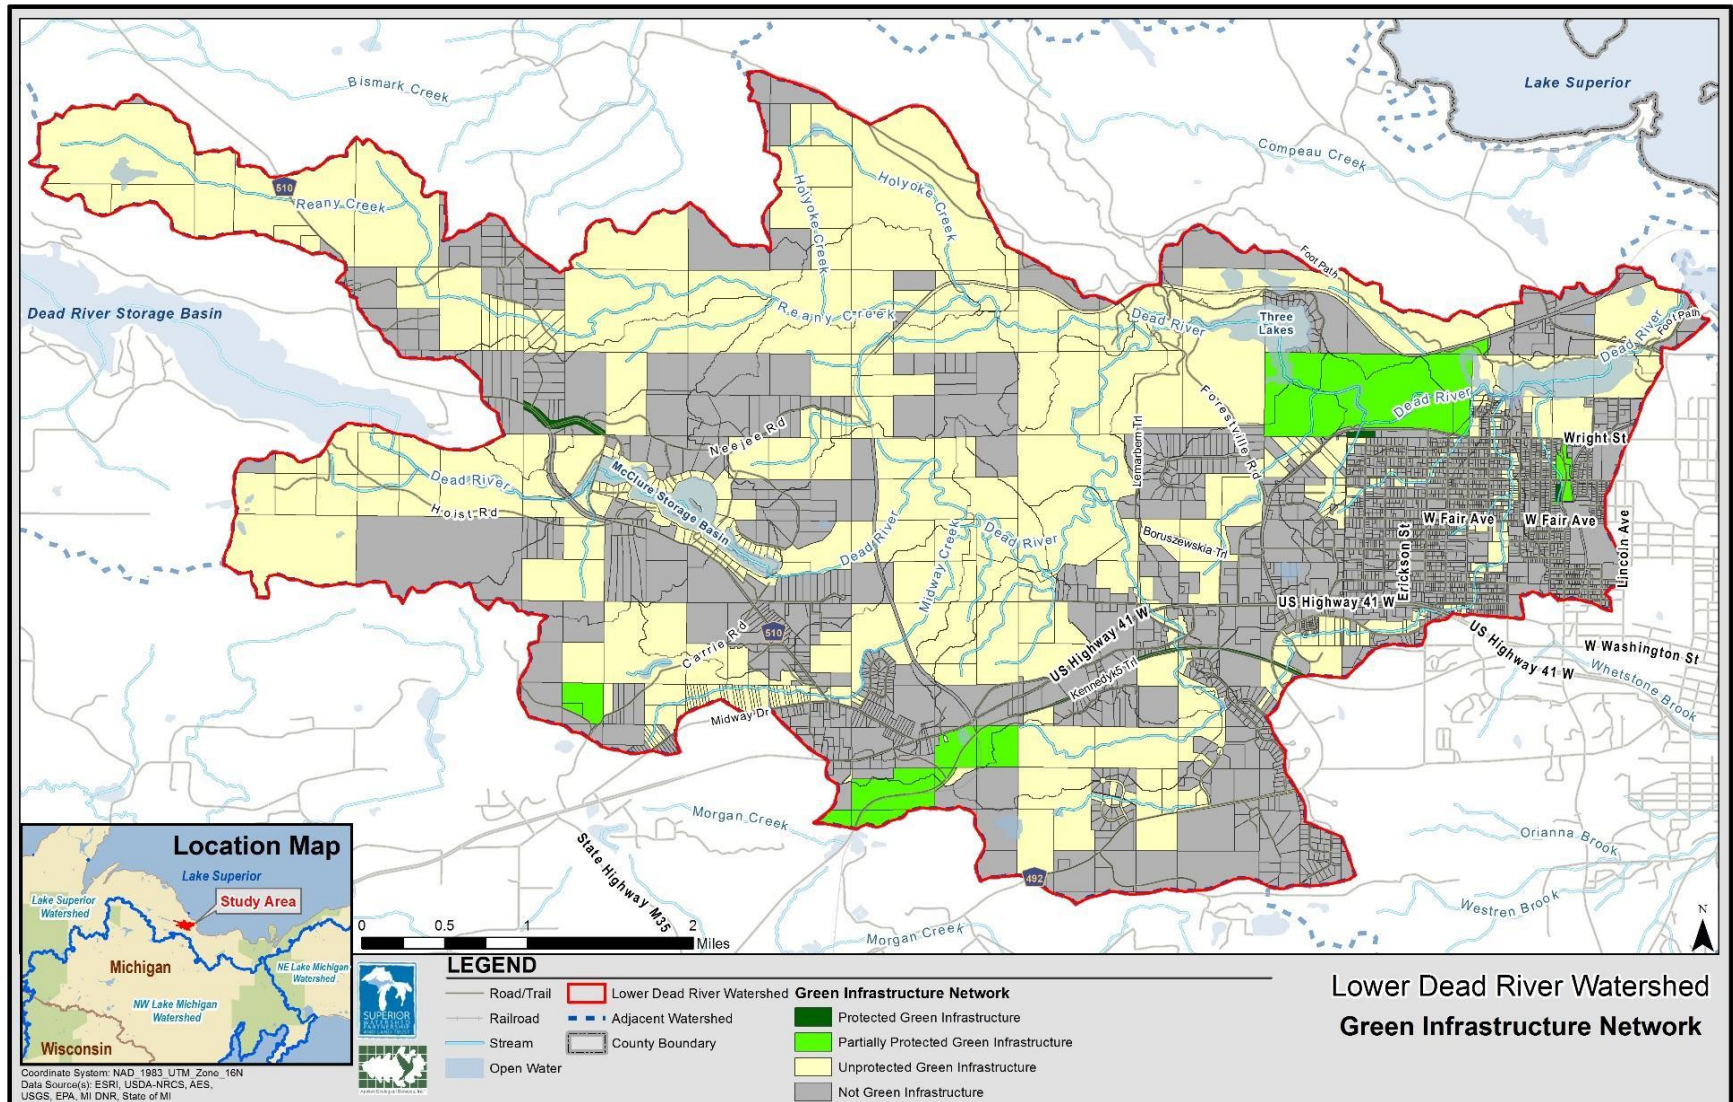 Bismark Creek
Lake Superior
Compeau Creek
510
Reany Creek
Holyoke Creek
Holyoke Creek
Foot Path
Dead River Storage Basin
Reany Creek
Dead River
Three
Lakes
Foot Path
Dead River
Dead River
Forestville Rd
Neejee Rd
Lemarbem Trl
Wright St
McClure Storage Basin
Dead River
Hoist Rd
Dead River
Midway Creek
Dead River
Boruszewskia Trl
W Fair Ave
W Fair Ave
Erickson St
Lincoln Ave
US Highway 41 W
US Highway 41 W
US Highway 41 W
W Washington St
Whetstone Brook
Carrie Rd
510
Kennedyk5 Trl
Midway Dr
Morgan Creek
Orianna Brook
State Highway M35
492
Westren Brook
Morgan Creek
N
Location Map
Lake Superior
Lake Superior
Watershed
Study Area
Michigan
NE Lake Michigan
Watershed
NW Lake Michigan
Watershed
Wisconsin
Coordinate System: NAD_1983_UTM_Zone_16N
Data Source(s): ESRI, USDA-NRCS, AES,
USGS, EPA, MI DNR, State of MI
0 0.5 1 2
Miles
SUPERIOR
WATERSHED
PARTNERSHIP
AND LAND TRUST
LEGEND
Road/Trail
Railroad
Stream
Open Water
Lower Dead River Watershed
Adjacent Watershed
County Boundary
Green Infrastructure Network
Protected Green Infrastructure
Partially Protected Green Infrastructure
Unprotected Green Infrastructure
Not Green Infrastructure
Lower Dead River Watershed
Green Infrastructure Network